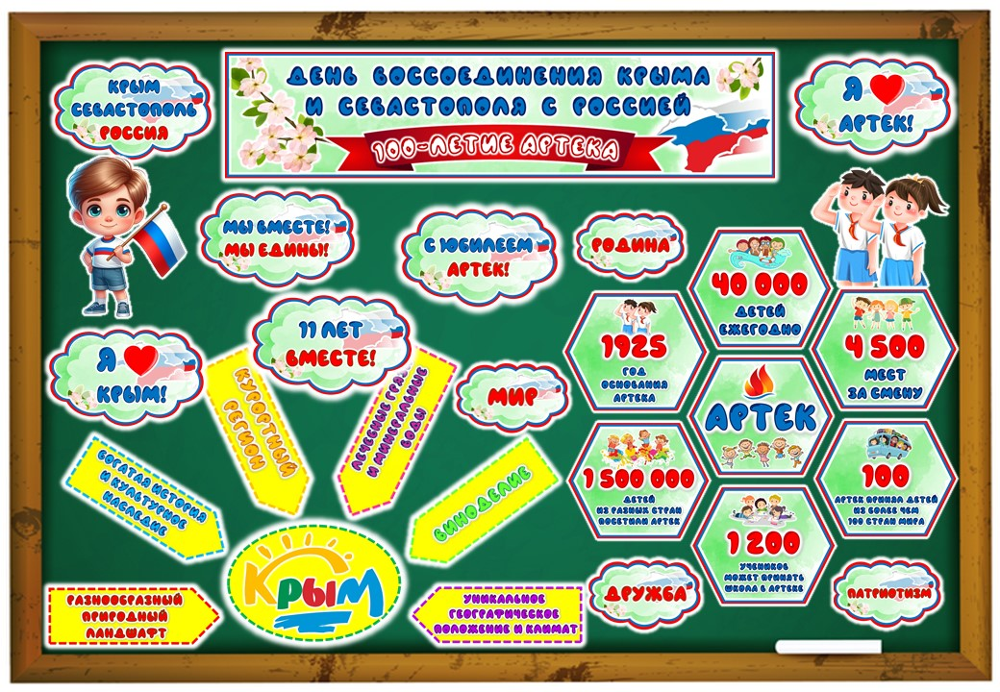 ДЕНЬ ВОССОЕДИНЕНИЯ КРЫМА
И СЕВАСТОПОЛЯ С РОССИЕЙ
100-ЛЕТИЕ АРТЕКА
КРЫМ
СЕВАСТОПОЛЬ
РОССИЯ
Я
АРТЕК!
МЫ ВМЕСТЕ!
МЫ ЕДИНЫ!
С ЮБИЛЕЕМ
АРТЕК!
РОДИНА
11 ЛЕТ
ВМЕСТЕ!
Я
КРЫМ!
МИР
КУРОРТНЫЙ
РЕГИОН
ЛЕЧЕБНЫЕ ГРЯ
И МИНЕРАЛЬНЫЕ
ВОДЫ
БОГАТАЯ ИСТОРИЯ
И КУЛЬТУРНОЕ
НАСЛЕДИЕ
ВИНОДЕЛИЕ
РАЗНООБРАЗНЫЙ
ПРИРОДНЫЙ
ЛАНДШАФТ
КРЫМ
УНИКАЛЬНОЕ
ГЕОГРАФИЧЕСКОЕ
ПОЛОЖЕНИЕ И КЛИМАТ
40 000
ДЕТЕЙ
ЕЖЕГОДНО
1925
ГОД
ОСНОВАНИЯ
АРТЕКА
4 500
МЕСТ
ЗА СМЕНУ
АРТЕК
1 500 000
ДЕТЕЙ
ИЗ РАЗНЫХ СТРАН
ПОСЕТИЛИ АРТЕК
100
АРТЕК ПРИНЯЛ ДЕТЕЙ
ИЗ БОЛЕЕ ЧЕМ
100 СТРАН МИРА
1 200
УЧЕНИКОВ
МОЖЕТ ПРИНЯТЬ
ШКОЛА В АРТЕКЕ
ДРУЖБА
ПАТРИОТИЗМ